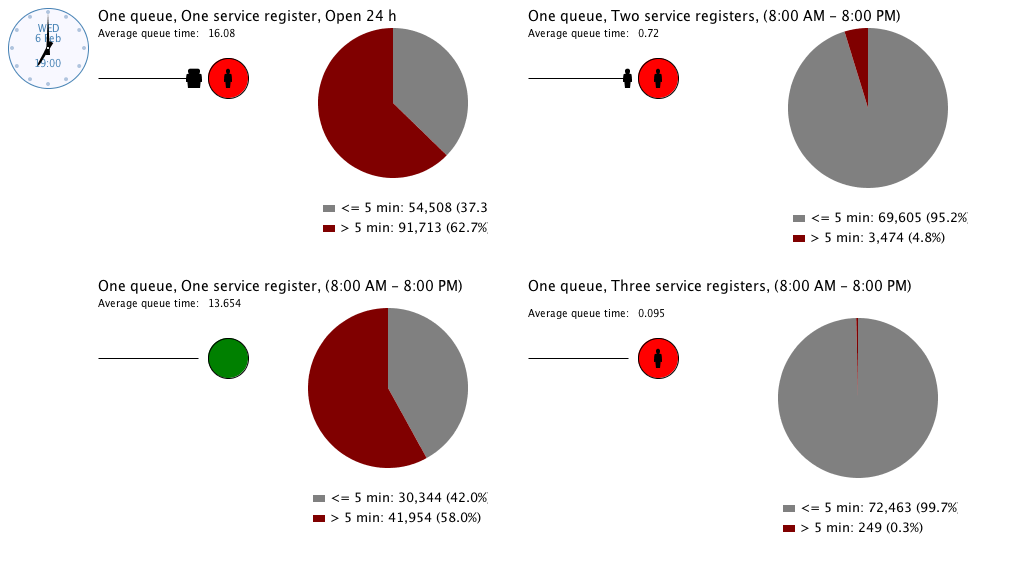 WED
6 Feb
19:00
One queue, One service register, Open 24 h
Average queue time: 16.08
<= 5 min: 54,508 (37.3
> 5 min: 91,713 (62.7%)
One queue, Two service registers, (8:00 AM - 8:00 PM)
Average queue time: 0.72
<= 5 min: 69,605 (95.2%)
> 5 min: 3,474 (4.8%)
One queue, One service register, (8:00 AM - 8:00 PM)
Average queue time: 13.654
<= 5 min: 30,344 (42.0%)
> 5 min: 41,954 (58.0%)
One queue, Three service registers, (8:00 AM - 8:00 PM)
Average queue time: 0.095
<= 5 min: 72,463 (99.7%)
> 5 min: 249 (0.3%)